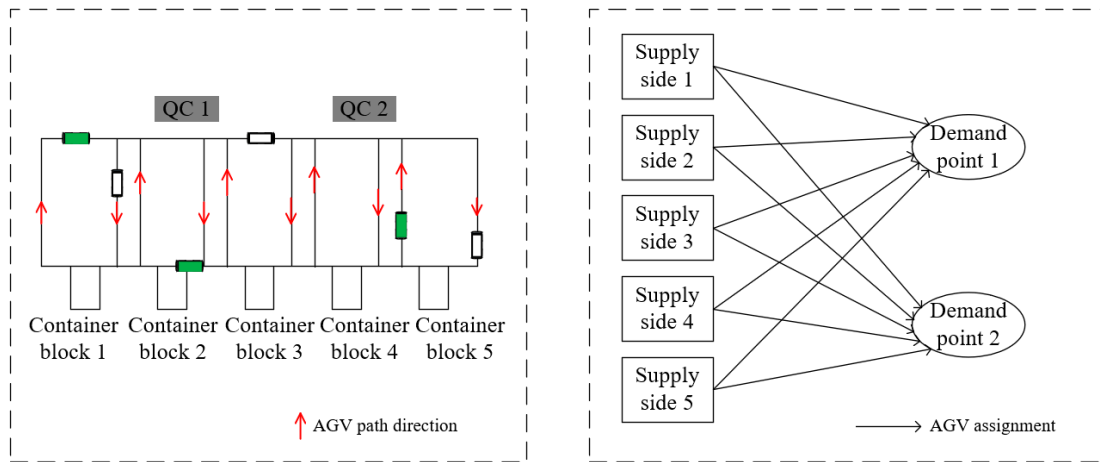 QC 1
QC 2
Container
block 1
Container
block 2
Container
block 3
Container
block 4
Container
block 5
AGV path direction
Supply
side 1
Supply
side 2
Supply
side 3
Supply
side 4
Supply
side 5
Demand
point 1
Demand
point 2
AGV assignment